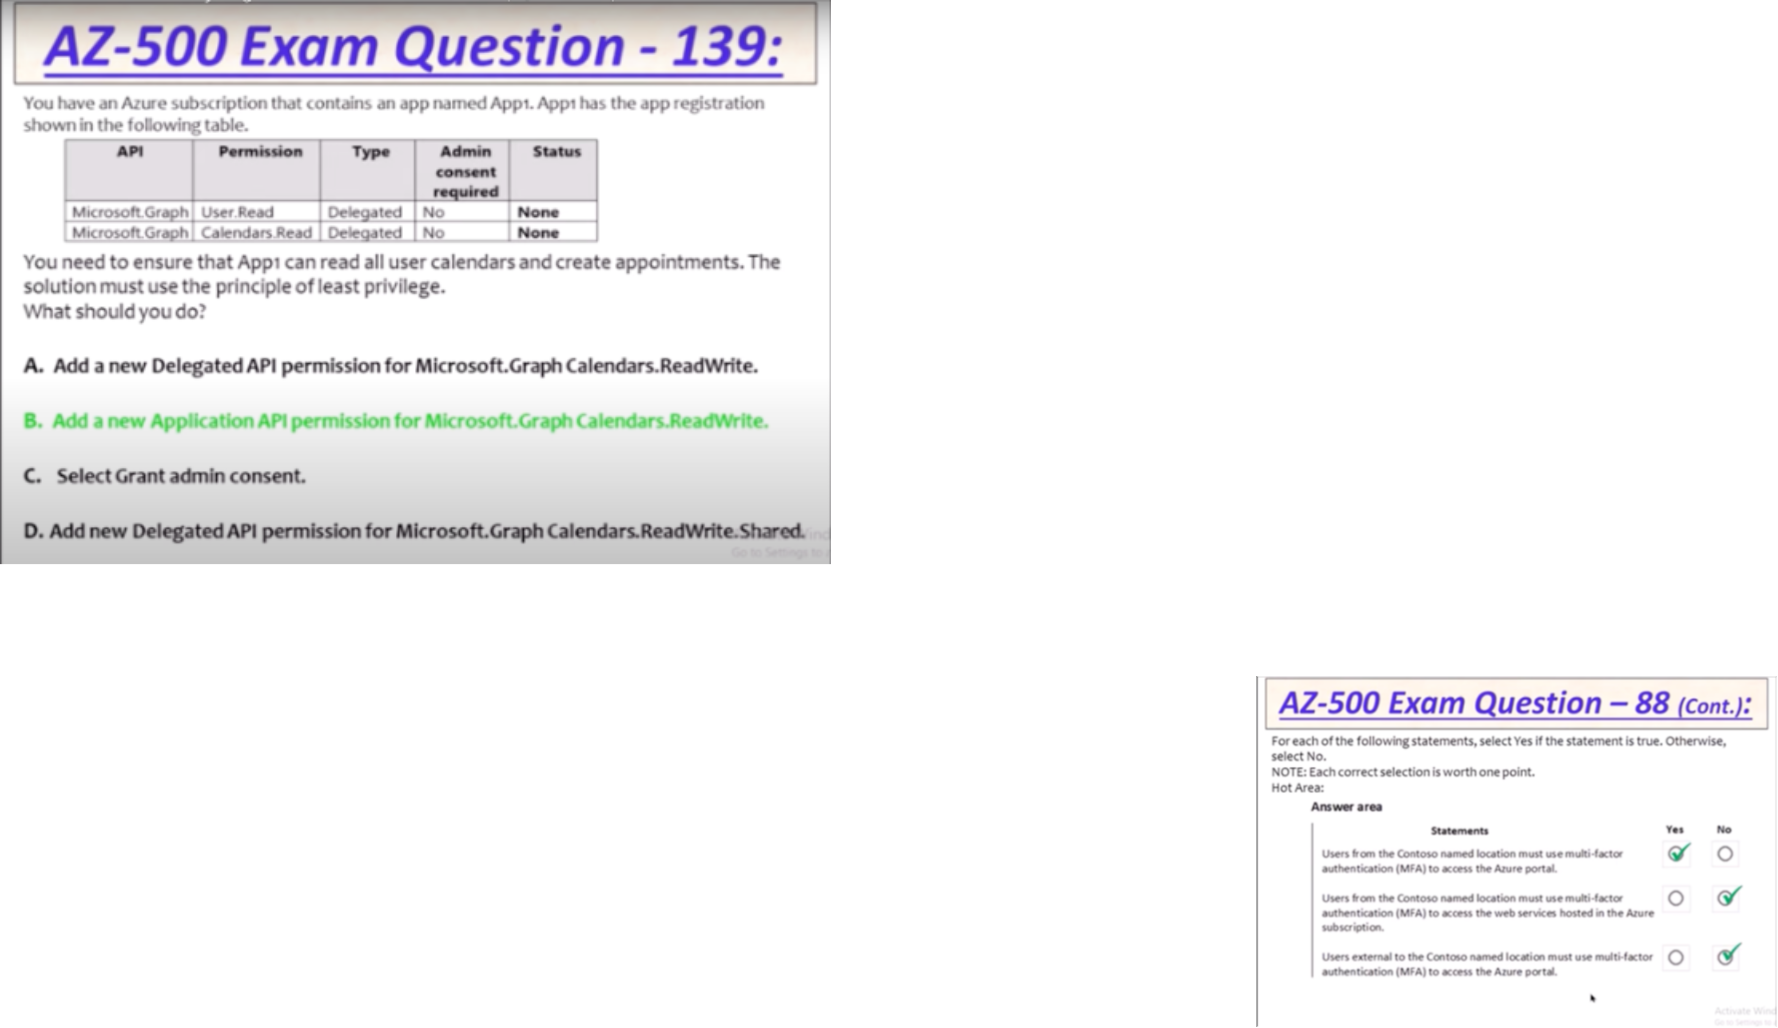 AZ-500 Exam Question - 139:
You have an Azure subscription that contains an app named App1. App1 has the app registration
shown in the following table.
API Permission Type Admin consent required Status
Microsoft.Graph User.Read Delegated No None
Microsoft.Graph Calendars.Read Delegated No None
You need to ensure that App1 can read all user calendars and create appointments. The
solution must use the principle of least privilege.
What should you do?
A. Add a new Delegated API permission for Microsoft.Graph Calendars.ReadWrite.
B. Add a new Application API permission for Microsoft.Graph Calendars.ReadWrite.
C. Select Grant admin consent.
D. Add new Delegated API permission for Microsoft.Graph Calendars.ReadWrite.Shared.
Go to Settings to
AZ-500 Exam Question – 88 (Cont.):
For each of the following statements, select Yes if the statement is true. Otherwise,
select No.
NOTE: Each correct selection is worth one point.
Hot Area:
Answer area
Statements Yes No
Users from the Contoso named location must use multi-factor
authentication (MFA) to access the Azure portal.
Users from the Contoso named location must use multi-factor
authentication (MFA) to access the web services hosted in the Azure
subscription.
Users external to the Contoso named location must use multi-factor
authentication (MFA) to access the Azure portal.
Activate Wind
Go to Settings to